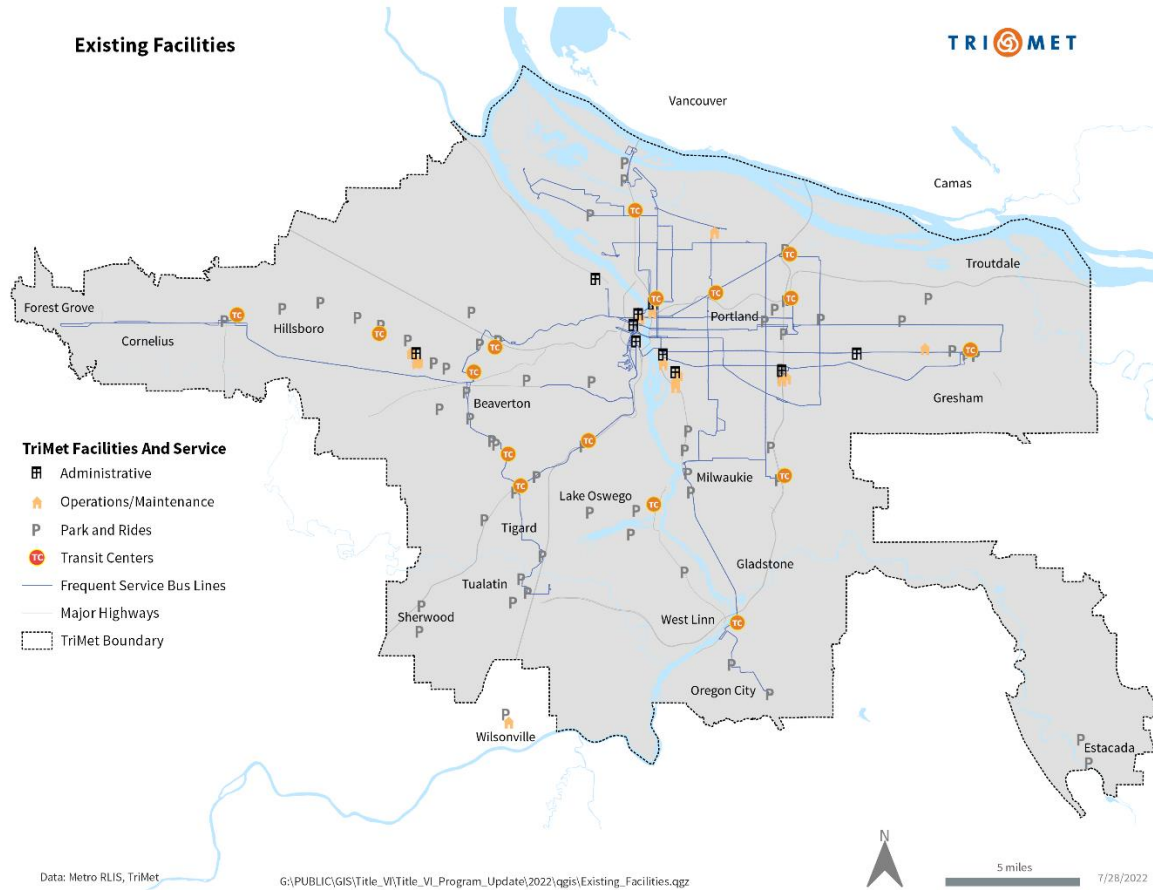 Existing Facilities
TRI MET
Vancouver
Camas
Troutdale
Forest Grove
Hillsboro
Cornelius
Portland
Beaverton
Gresham
TriMet Facilities And Service
Administrative
P Operations/Maintenance
P Park and Rides
TC Transit Centers
Frequent Service Bus Lines
Major Highways
TriMet Boundary
Milwaukie
Lake Oswego
Tigard
Gladstone
Tualatin
Sherwood
West Linn
Oregon City
Wilsonville
Estacada
N
5 miles
Data: Metro RLIS, TriMet
G:\PUBLIC\GIS\Title_VI\Title_VI_Program_Update\2022\qgis\Existing_Facilities.qgz
7/28/2022